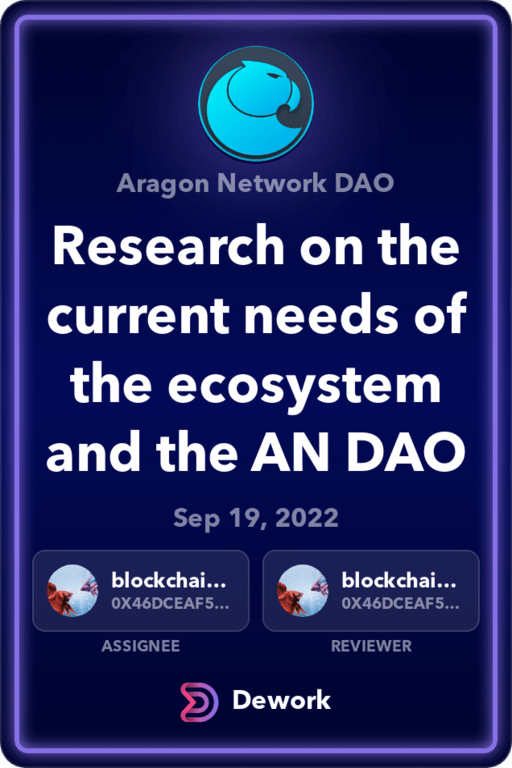 Aragon Network DAO
Research on the
current needs of
the ecosystem
and the AN DAO
Sep 19, 2022
blockchai... blockchai...
0X46DCEAF5... 0X46DCEAF5...
ASSIGNEE REVIEWER
Dework